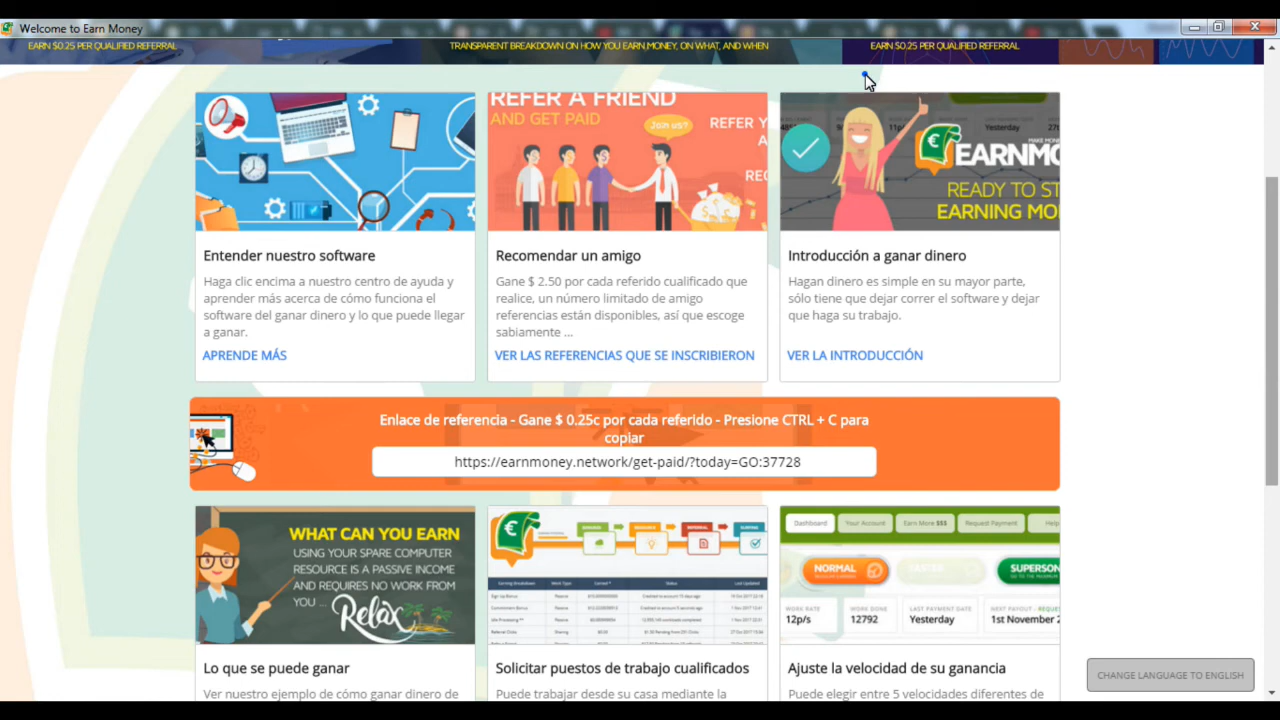 Welcome to Earn Money
EARN $0.25 PER QUALIFIED REFERRAL
TRANSPARENT BREAKDOWN ON HOW YOU EARN MONEY, ON WHAT, AND WHEN
EARN $0.25 PER QUALIFIED REFERRAL
REFER A FRIEND
AND GET PAID
Join us?
REFER Y
A
REC
Yesterday
EARNMO
READY TO ST
EARNING MO
Entender nuestro software
Haga clic encima a nuestro centro de ayuda y
aprender más acerca de cómo funciona el
software del ganar dinero y lo que puede llegar
a ganar.
APRENDE MÁS
Recomendar un amigo
Gane $ 2.50 por cada referido cualificado que
realice, un número limitado de amigo
referencias están disponibles, así que escoge
sabiamente ...
VER LAS REFERENCIAS QUE SE INSCRIBIERON
Introducción a ganar dinero
Hagan dinero es simple en su mayor parte,
sólo tiene que dejar correr el software y dejar
que haga su trabajo.
VER LA INTRODUCCIÓN
Enlace de referencia - Gane $ 0.25c por cada referido - Presione CTRL + C para
copiar
https://earnmoney.network/get-paid/?today=GO:37728
WHAT CAN YOU EARN
USING YOUR SPARE COMPUTER
RESOURCE IS A PASSIVE INCOME
AND REQUIRES NO WORK FROM
YOU ...
Relax
Dashboard
Your Account
Earn More $$$
Request Payment
Help
NORMAL
FASTER
SUPERSON
WORK RATE
12p/s
WORK DONE
12792
LAST PAYMENT DATE
Yesterday
NEXT PAYOUT - REQUE
1st November 2
Lo que se puede ganar
Ver nuestro ejemplo de cómo ganar dinero de
Solicitar puestos de trabajo cualificados
Puede trabajar desde su casa mediante la
Ajuste la velocidad de su ganancia
Puede elegir entre 5 velocidades diferentes de
CHANGE LANGUAGE TO ENGLISH